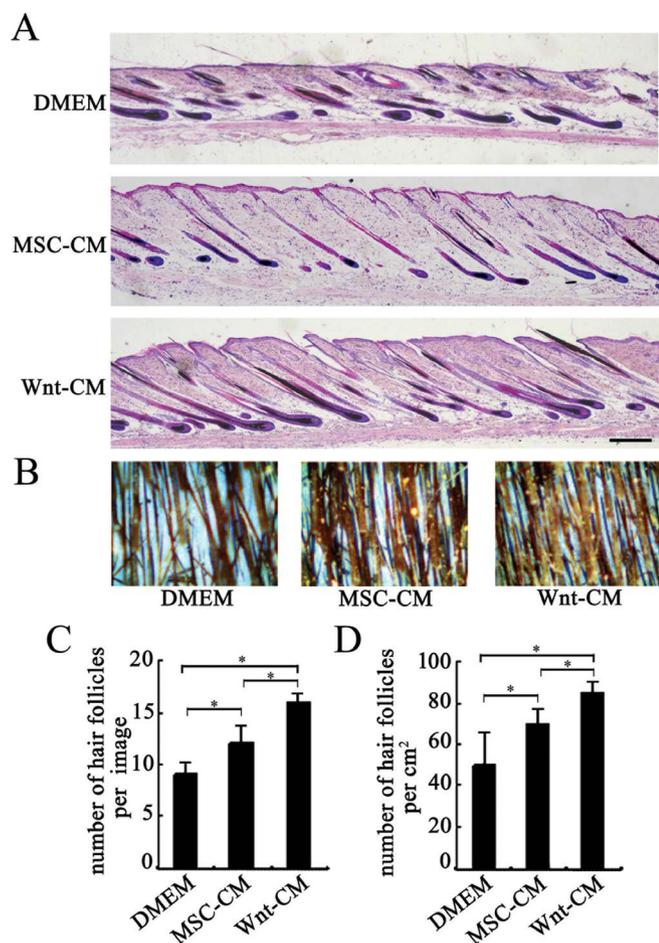 A
DMEM
MSC-CM
Wnt-CM
B
DMEM
MSC-CM
Wnt-CM
C
number of hair follicles
per image
20
15
10
5
0
*
*
*
DMEM
MSC-CM
Wnt-CM
D
number of hair follicles
per cm²
100
80
60
40
20
0
*
*
*
DMEM
MSC-CM
Wnt-CM